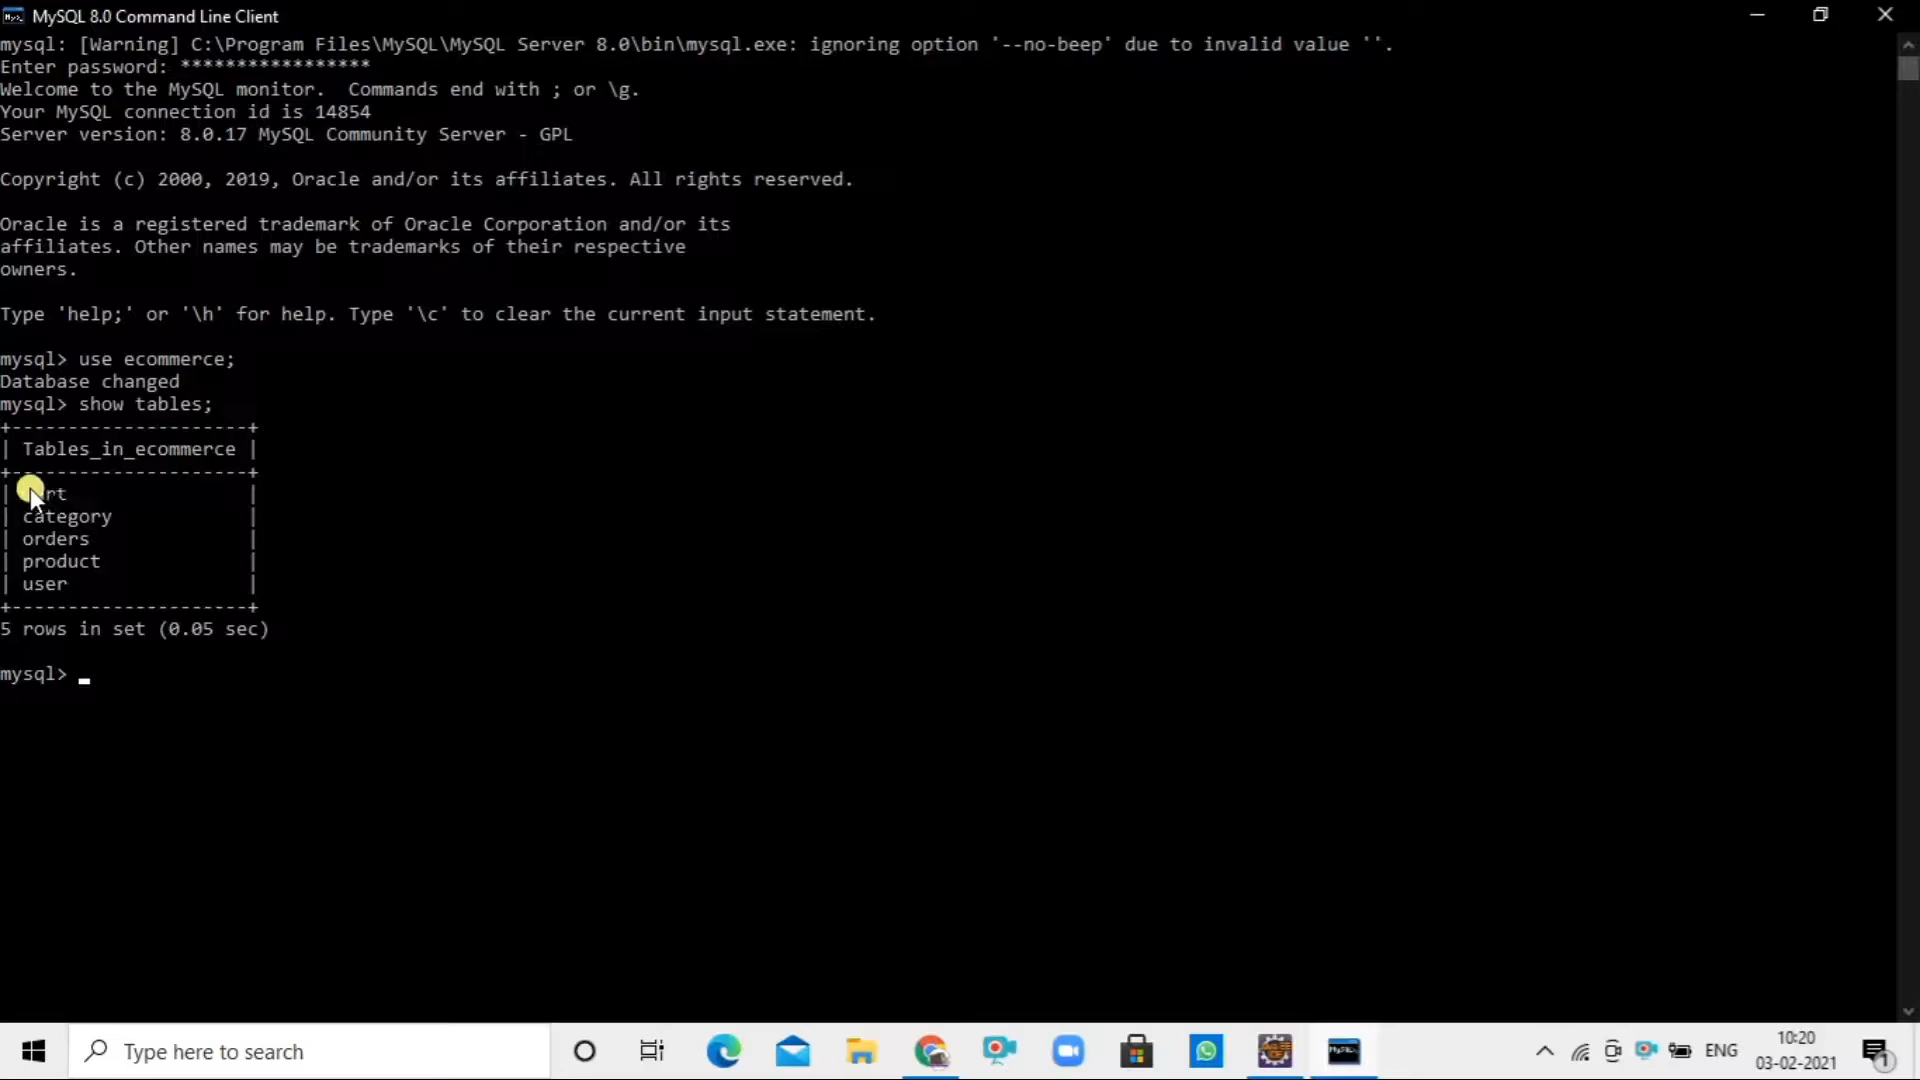 MySQL 8.0 Command Line Client
mysql: [Warning] C:\Program Files\MySQL\MySQL Server 8.0\bin\mysql.exe: ignoring option '--no-beep' due to invalid value ''.
Enter password: *****************
Welcome to the MySQL monitor.  Commands end with ; or \g.
Your MySQL connection id is 14854
Server version: 8.0.17 MySQL Community Server - GPL
Copyright (c) 2000, 2019, Oracle and/or its affiliates. All rights reserved.
Oracle is a registered trademark of Oracle Corporation and/or its
affiliates. Other names may be trademarks of their respective
owners.
Type 'help;' or '\h' for help. Type '\c' to clear the current input statement.
mysql> use ecommerce;
Database changed
mysql> show tables;
+---------------------+
| Tables_in_ecommerce |
+---------------------+
| |
| category |
| orders |
| product |
| user |
+---------------------+
5 rows in set (0.05 sec)
mysql>
Type here to search
ENG
10:20
03-02-2021
1